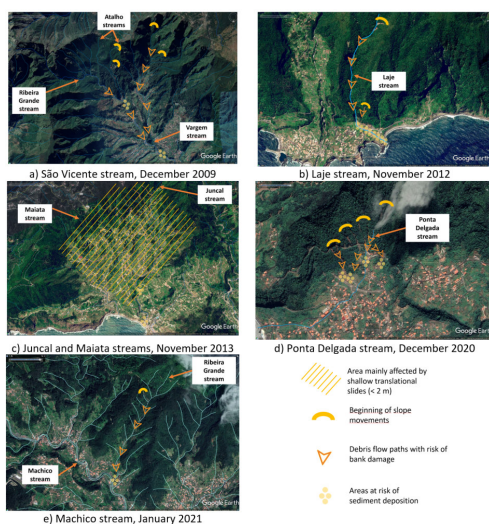 Atalho
streams
Ribeira
Grande
stream
Vargem
stream
Google Earth
a) São Vicente stream, December 2009
Laje
stream
Google Earth
b) Laje stream, November 2012
Juncal
stream
Maiata
stream
Google Earth
c) Juncal and Maiata streams, November 2013
Ponta
Delgada
stream
Google Earth
d) Ponta Delgada stream, December 2020
Ribeira
Grande
stream
Machico
stream
Google Earth
e) Machico stream, January 2021
Area mainly affected by
shallow translational
slides (< 2 m)
Beginning of slope
movements
Debris flow paths with risk of
bank damage
Areas at risk of
sediment deposition